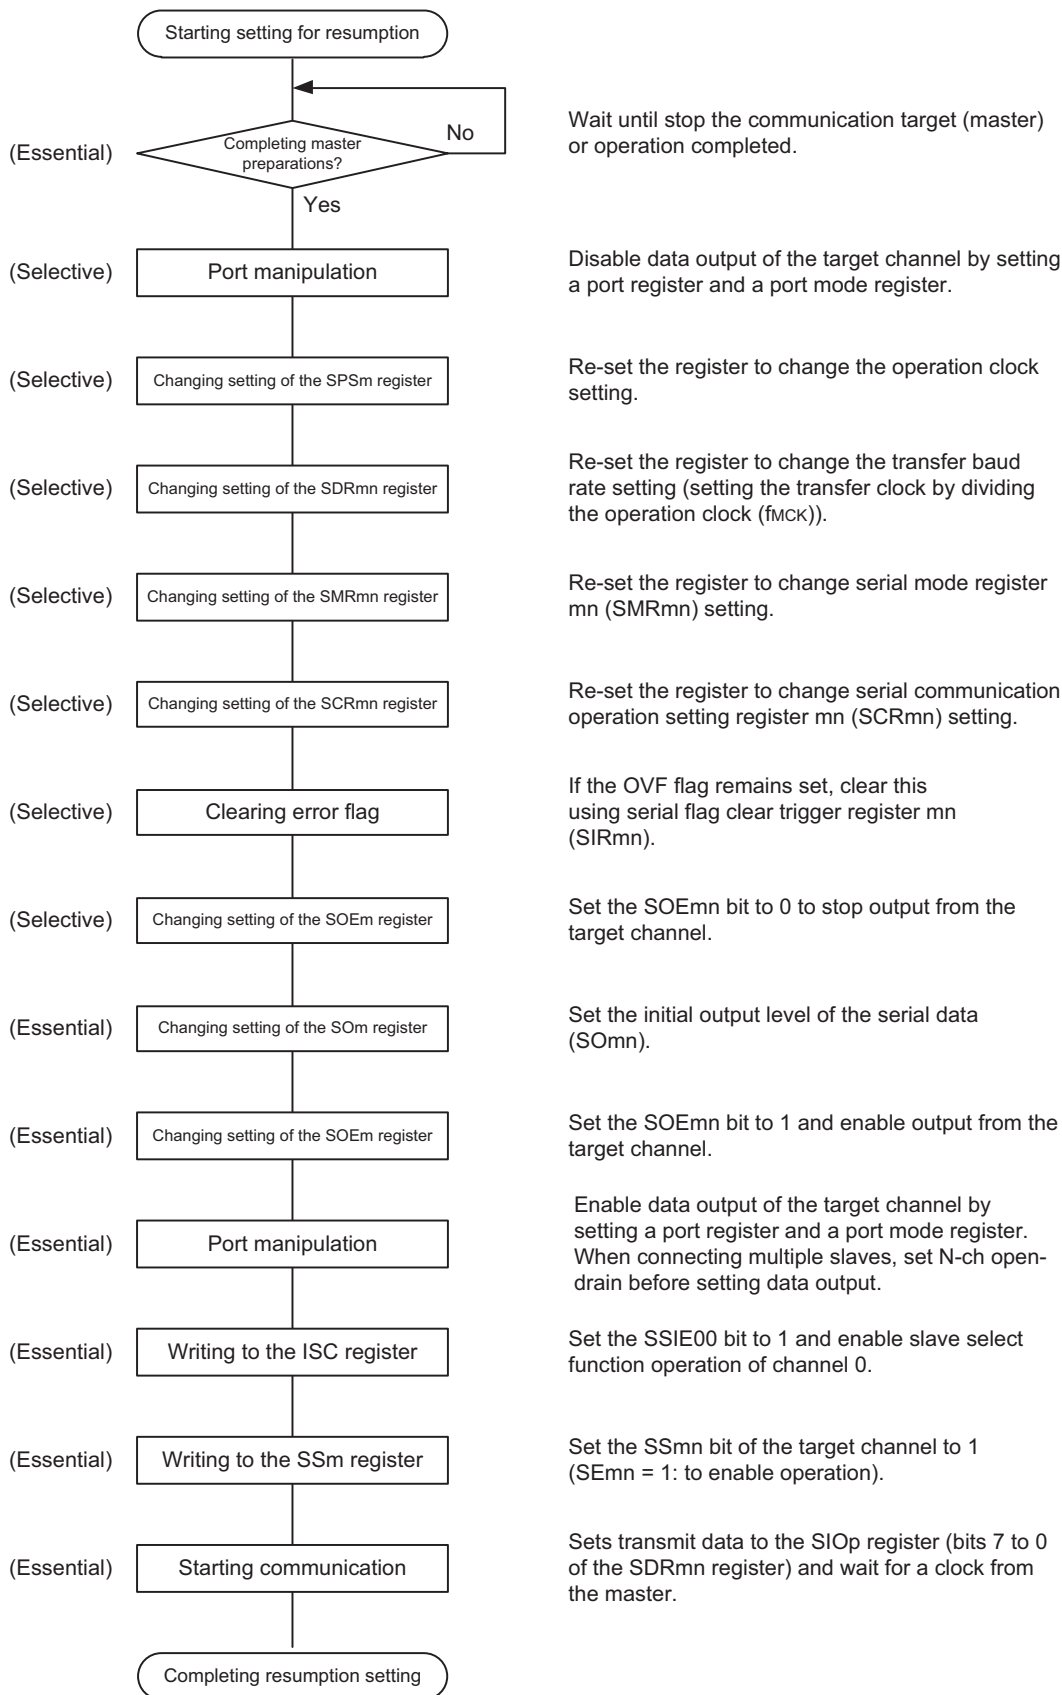 Starting setting for resumption
(Essential)
Completing master
preparations?
No
Yes
Wait until stop the communication target (master)
or operation completed.
(Selective)
Port manipulation
Disable data output of the target channel by setting
a port register and a port mode register.
(Selective)
Changing setting of the SPSm register
Re-set the register to change the operation clock
setting.
(Selective)
Changing setting of the SDRmn register
Re-set the register to change the transfer baud
rate setting (setting the transfer clock by dividing
the operation clock (fMCK)).
(Selective)
Changing setting of the SMRmn register
Re-set the register to change serial mode register
mn (SMRmn) setting.
(Selective)
Changing setting of the SCRmn register
Re-set the register to change serial communication
operation setting register mn (SCRmn) setting.
(Selective)
Clearing error flag
If the OVF flag remains set, clear this
using serial flag clear trigger register mn
(SIRmn).
(Selective)
Changing setting of the SOEm register
Set the SOEmn bit to 0 to stop output from the
target channel.
(Essential)
Changing setting of the SOm register
Set the initial output level of the serial data
(SOmn).
(Essential)
Changing setting of the SOEm register
Set the SOEmn bit to 1 and enable output from the
target channel.
(Essential)
Port manipulation
Enable data output of the target channel by
setting a port register and a port mode register.
When connecting multiple slaves, set N-ch open-
drain before setting data output.
(Essential)
Writing to the ISC register
Set the SSIE00 bit to 1 and enable slave select
function operation of channel 0.
(Essential)
Writing to the SSm register
Set the SSmn bit of the target channel to 1
(SEmn = 1: to enable operation).
(Essential)
Starting communication
Sets transmit data to the SIOp register (bits 7 to 0
of the SDRmn register) and wait for a clock from
the master.
Completing resumption setting